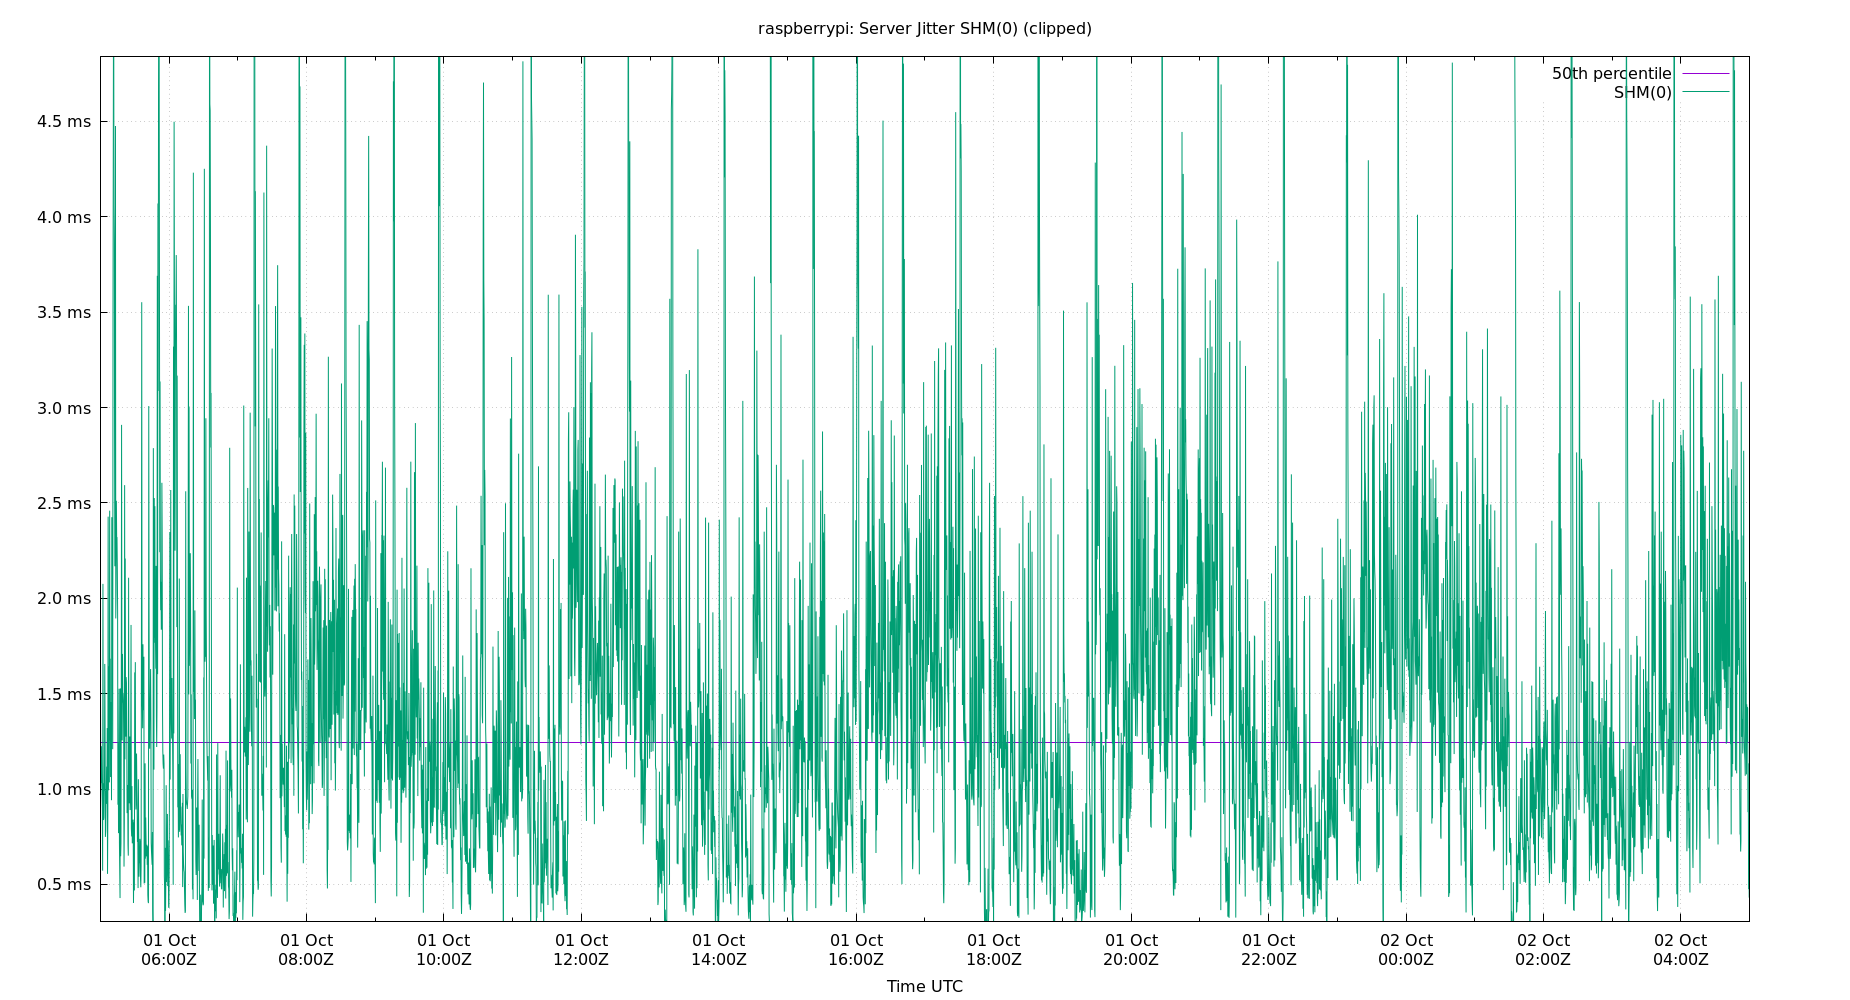 raspberrypi: Server Jitter SHM(0) (clipped)
50th percentile
SHM(0)
4.5 ms
4.0 ms
3.5 ms
3.0 ms
2.5 ms
2.0 ms
1.5 ms
1.0 ms
0.5 ms
01 Oct 01 Oct 01 Oct 01 Oct 01 Oct 01 Oct 01 Oct 01 Oct 01 Oct 02 Oct 02 Oct 02 Oct
06:00Z 08:00Z 10:00Z 12:00Z 14:00Z 16:00Z 18:00Z 20:00Z 22:00Z 00:00Z 02:00Z 04:00Z
Time UTC